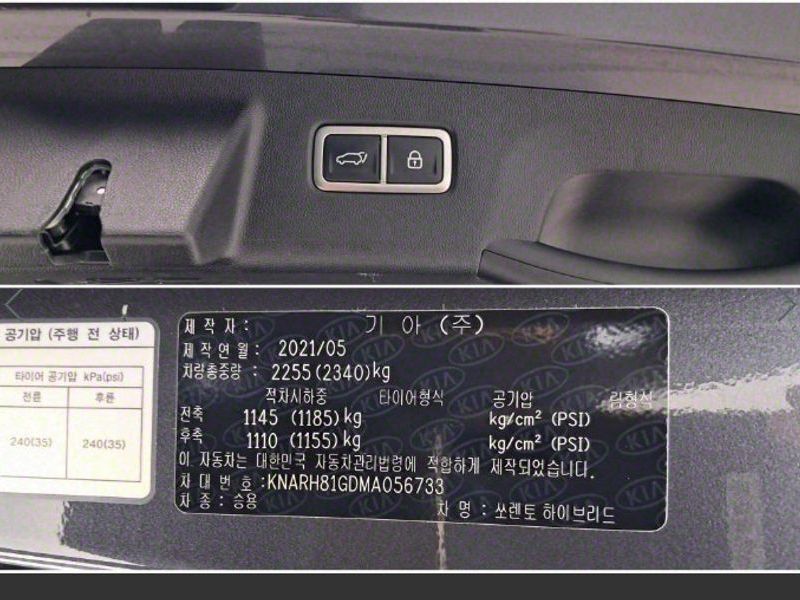 공기압 (주행 전 상태)
타이어 공기압 kPa(psi)
전륜 후륜
240(35) 240(35)
제 작 자 : 기 아 (주)
제 작 연 월 : 2021/05
차량총중량 : 2255 (2340)kg
적차시하중 타이어형식 공기압 림형식
전축 1145 (1185) kg kg/cm² (PSI)
후축 1110 (1155) kg kg/cm² (PSI)
이 자동차는 대한민국 자동차관리법령에 적합하게 제작되었습니다.
차 대 번 호 :KNARH81GDMA056733
차 종 : 승용 차 명 : 쏘렌토 하이브리드